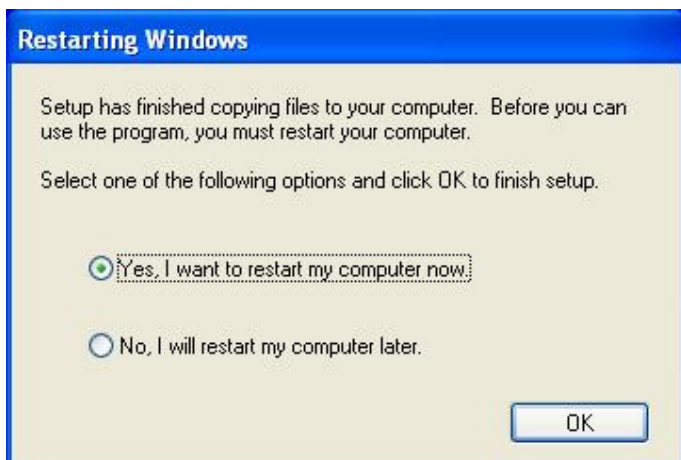 Restarting Windows
Setup has finished copying files to your computer.  Before you can
use the program, you must restart your computer.
Select one of the following options and click OK to finish setup.
Yes, I want to restart my computer now.
No, I will restart my computer later.
OK